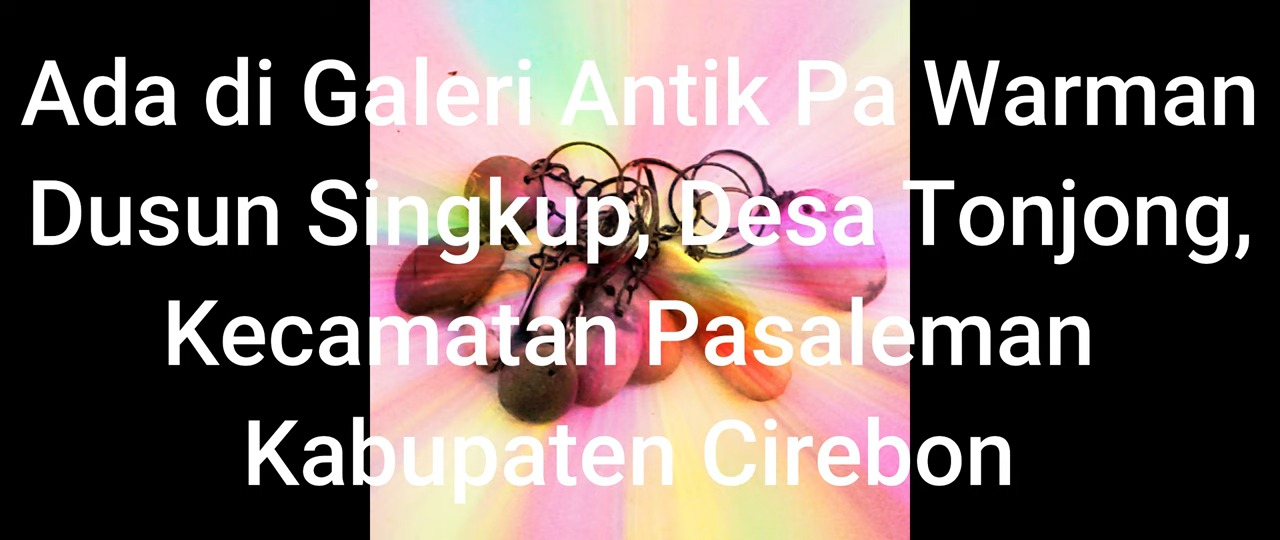 Ada di Galeri Antik Pa Warman
Dusun Singkup, Desa Tonjong,
Kecamatan Pasaleman
Kabupaten Cirebon